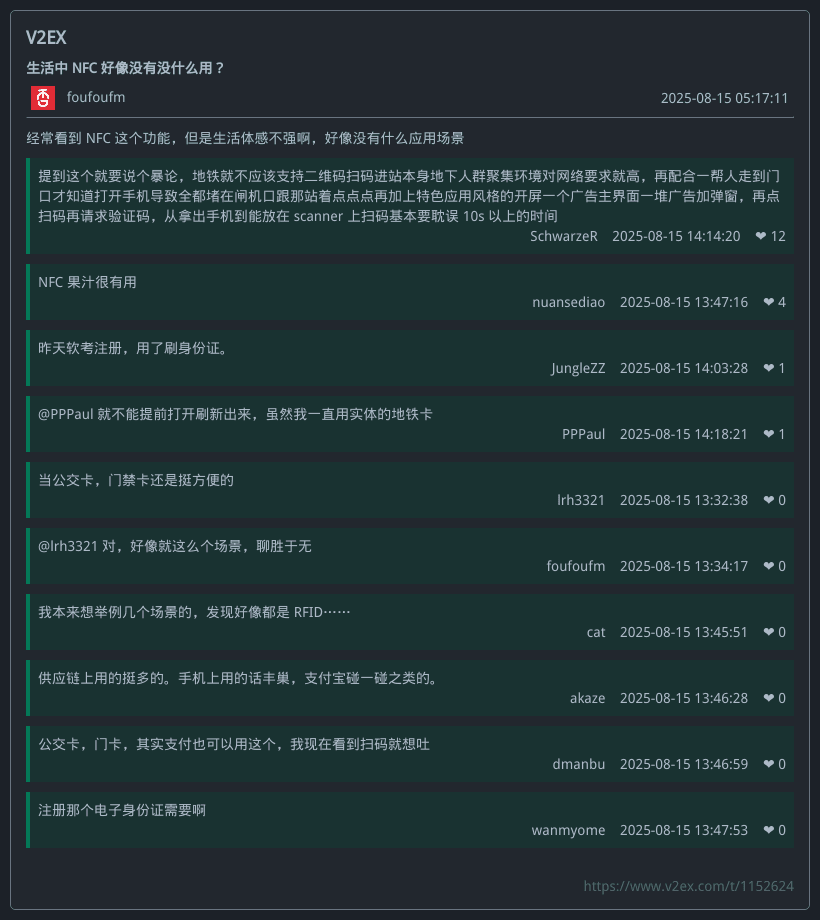 V2EX
生活中 NFC 好像没有没什么用？
foufoufm
2025-08-15 05:17:11
经常看到 NFC 这个功能，但是生活体感不强啊，好像没有什么应用场景
提到这个就要说个暴论，地铁就不应该支持二维码扫码进站本身地下人群聚集环境对网络要求就高，再配合一帮人走到门
口才知道打开手机导致全都堵在闸机口跟那站着点点点再加上特色应用风格的开屏一个广告主界面一堆广告加弹窗，再点
扫码再请求验证码，从拿出手机到能放在 scanner 上扫码基本要耽误 10s 以上的时间
SchwarzeR 2025-08-15 14:14:20 ❤ 12
NFC 果汁很有用
nuansediao 2025-08-15 13:47:16 ❤ 4
昨天软考注册，用了刷身份证。
JungleZZ 2025-08-15 14:03:28 ❤ 1
@PPPaul 就不能提前打开刷新出来，虽然我一直用实体的地铁卡
PPPaul 2025-08-15 14:18:21 ❤ 1
当公交卡，门禁卡还是挺方便的
lrh3321 2025-08-15 13:32:38 ❤ 0
@lrh3321 对，好像就这么个场景，聊胜于无
foufoufm 2025-08-15 13:34:17 ❤ 0
我本来想举例几个场景的，发现好像都是 RFID……
cat 2025-08-15 13:45:51 ❤ 0
供应链上用的挺多的。手机上用的话丰巢，支付宝碰一碰之类的。
akaze 2025-08-15 13:46:28 ❤ 0
公交卡，门卡，其实支付也可以用这个，我现在看到扫码就想吐
dmanbu 2025-08-15 13:46:59 ❤ 0
注册那个电子身份证需要啊
wanmyome 2025-08-15 13:47:53 ❤ 0
https://www.v2ex.com/t/1152624